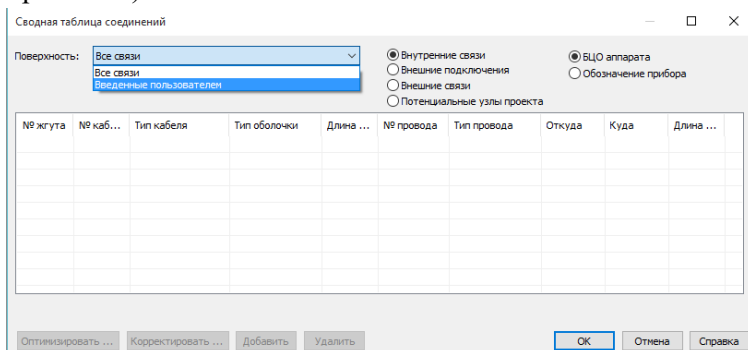 Сводная таблица соединений
Поверхность: Все связи
Все связи
Введенные пользователем
Внутренние связи
Внешние подключения
Внешние связи
Потенциальные узлы проекта
БЦО аппарата
Обозначение прибора
№ жгута № каб... Тип кабеля Тип оболочки Длина ... № провода Тип провода Откуда Куда Длина ...
Оптимизировать ... Корректировать ... Добавить Удалить OK Отмена Справка